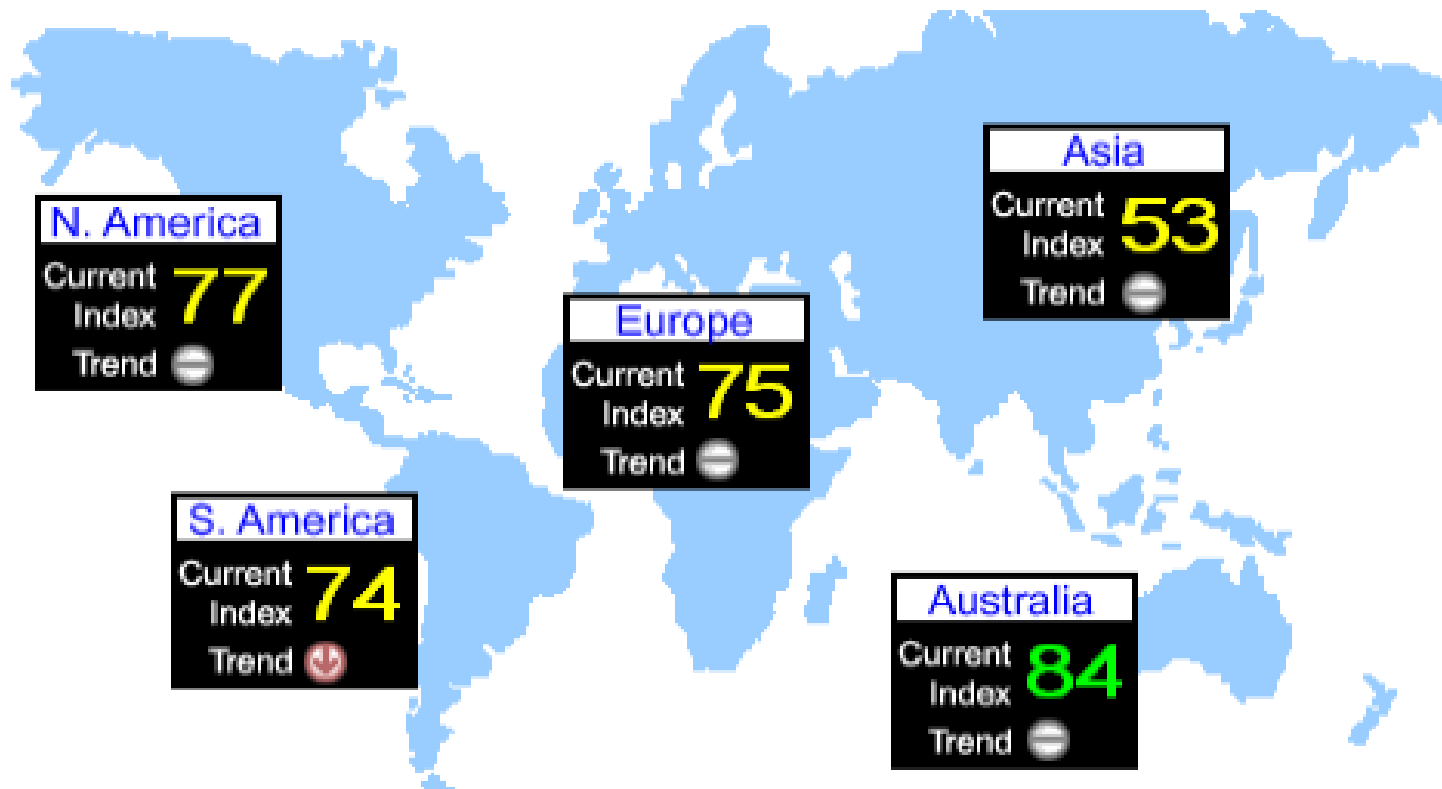 N. America
Current
Index 77
Trend
S. America
Current
Index 74
Trend
Europe
Current
Index 75
Trend
Asia
Current
Index 53
Trend
Australia
Current
Index 84
Trend